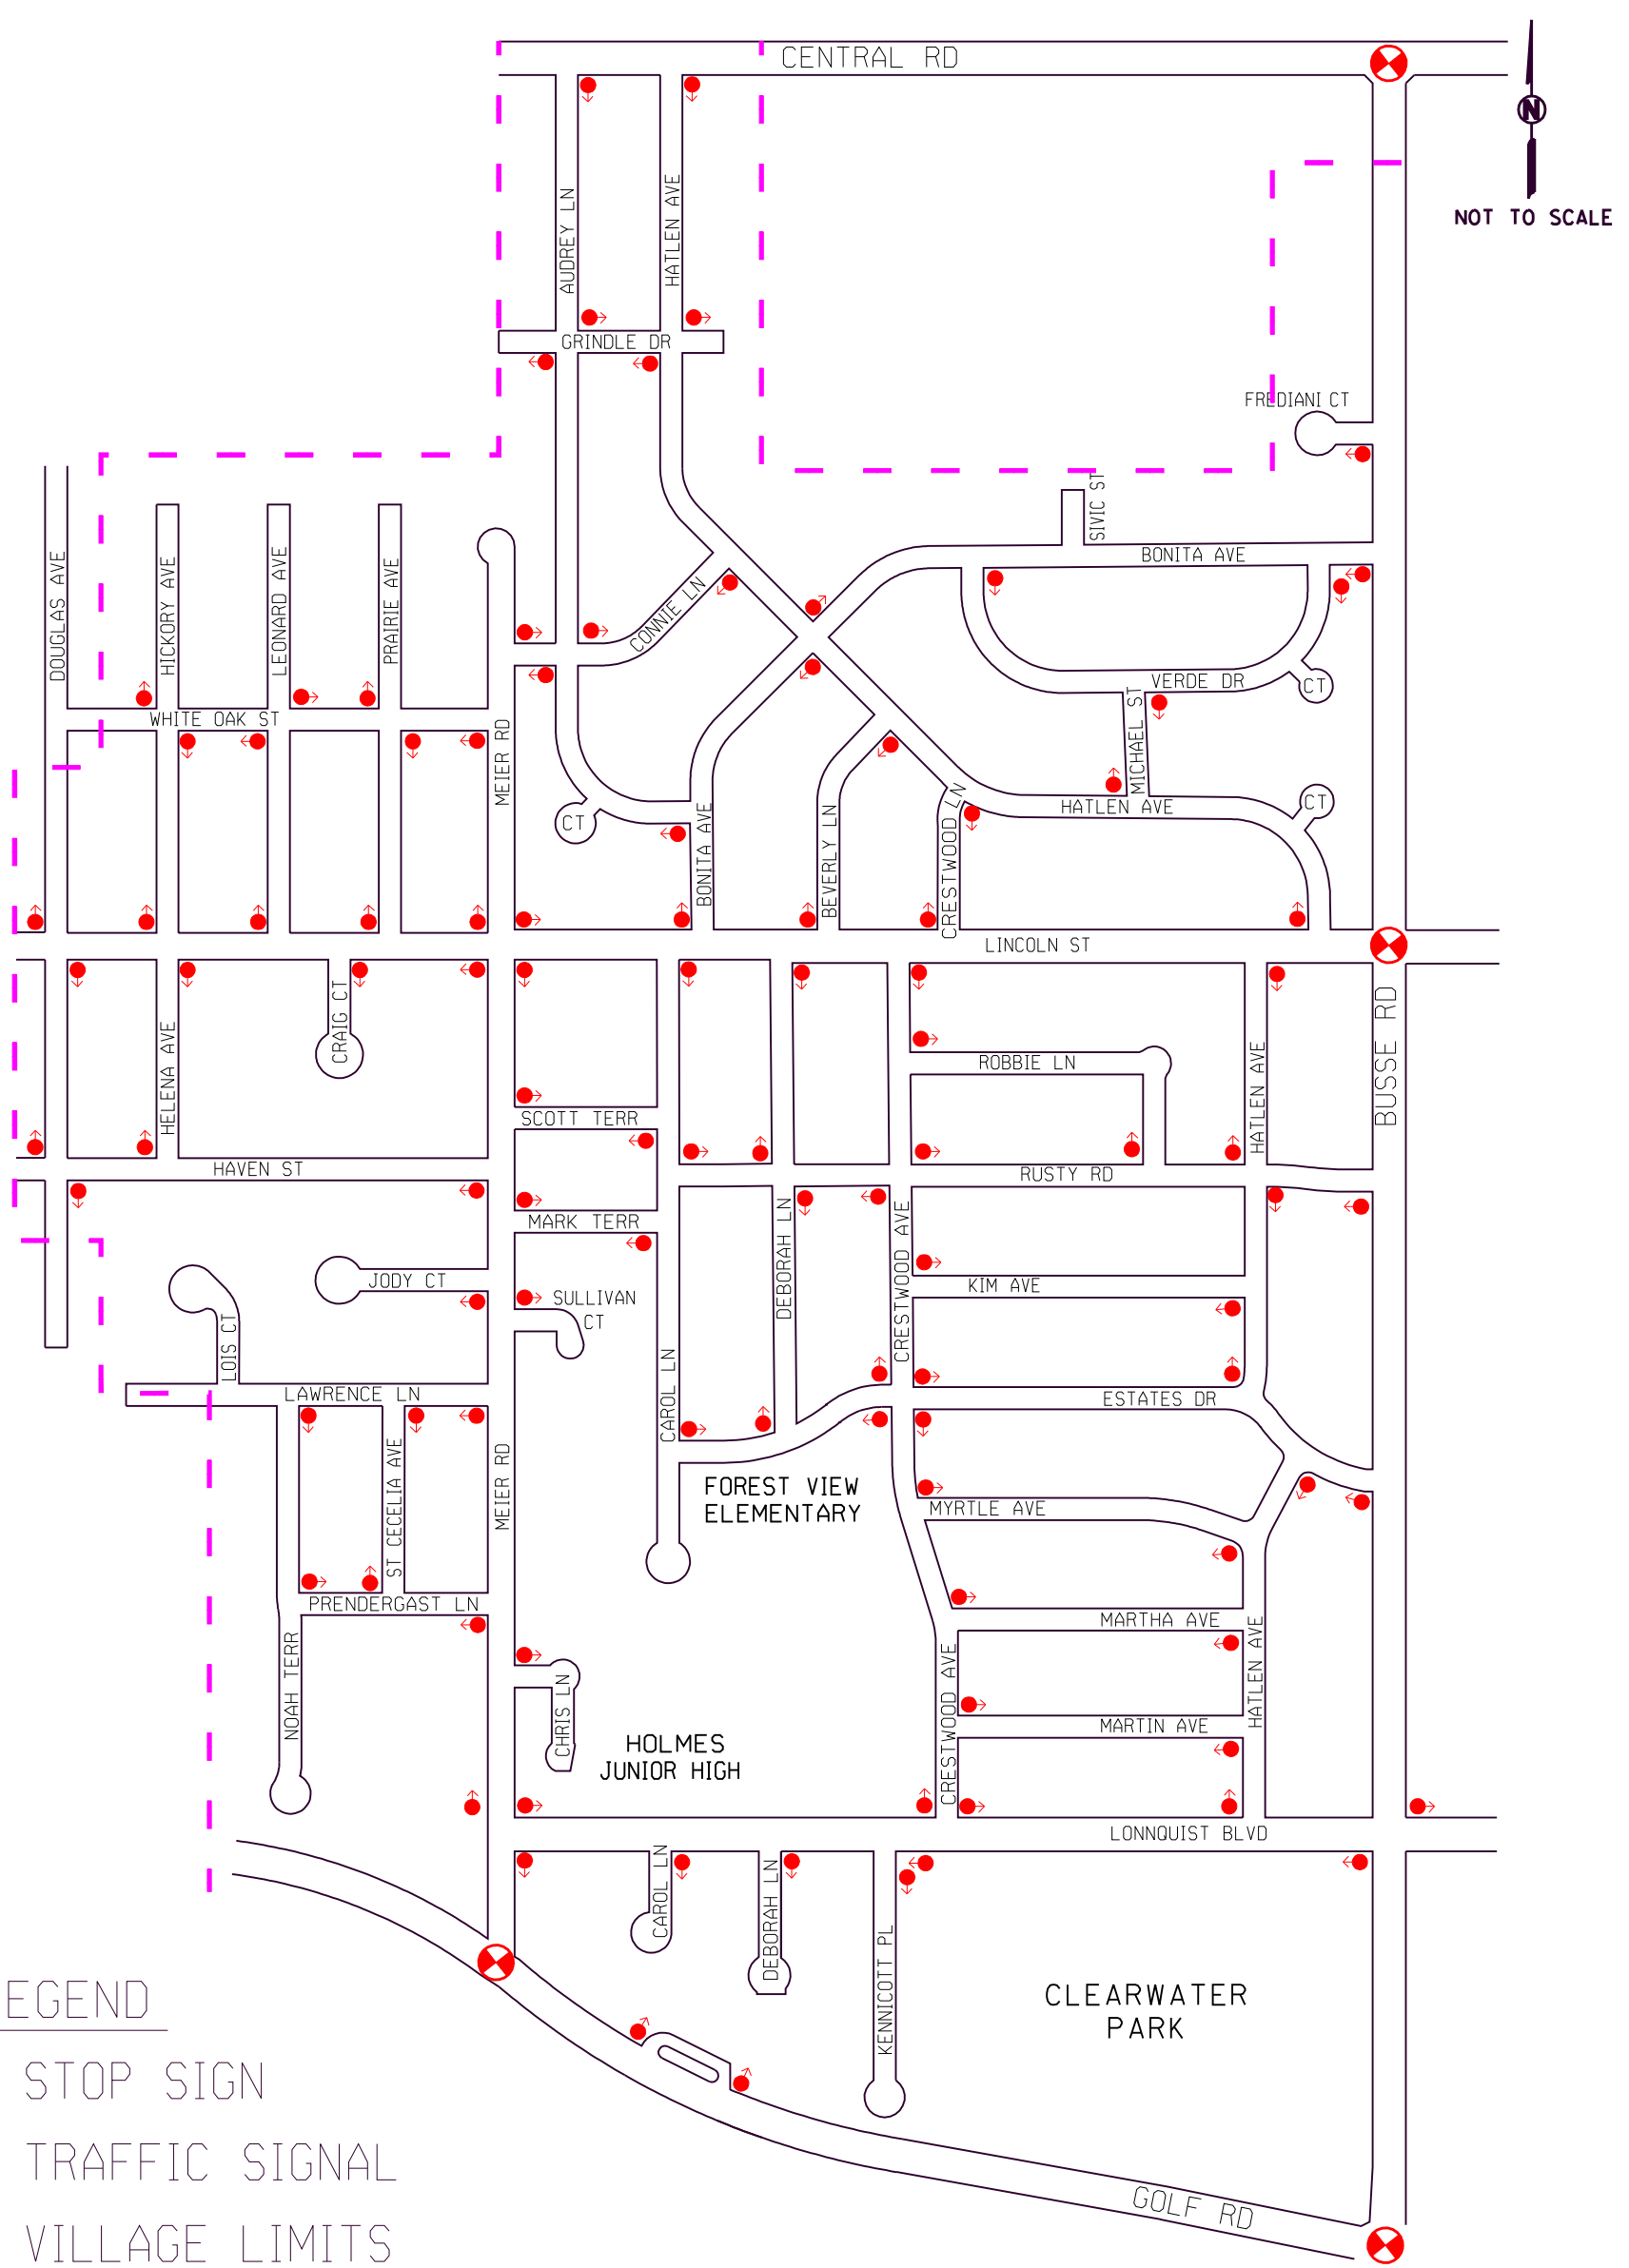 CENTRAL RD
N
NOT TO SCALE
AUDREY LN
HATLEN AVE
GRINDLE DR
FREDIANI CT
SIVIC ST
BONITA AVE
DOUGLAS AVE
HICKORY AVE
LEONARD AVE
PRAIRIE AVE
CONNIE LN
VERDE DR
CT
WHITE OAK ST
MEIER RD
MICHAEL ST
HATLEN AVE
CT
CT
BONITA AVE
BEVERLY LN
CRESTWOOD LN
LINCOLN ST
BUSSE RD
CRAIG CT
HELENA AVE
ROBBIE LN
HATLEN AVE
SCOTT TERR
HAVEN ST
RUSTY RD
MARK TERR
DEBORAH LN
CRESTWOOD AVE
JODY CT
KIM AVE
SULLIVAN
CT
LOIS CT
LAWRENCE LN
CAROL LN
ESTATES DR
ST CECELIA AVE
MEIER RD
FOREST VIEW
ELEMENTARY
MYRTLE AVE
PRENDERGAST LN
MARTHA AVE
NOAH TERR
CHRIS LN
CRESTWOOD AVE
HATLEN AVE
MARTIN AVE
HOLMES
JUNIOR HIGH
LONNQUIST BLVD
CAROL LN
DEBORAH LN
KENNICOTT PL
CLEARWATER
PARK
EGEND
STOP SIGN
TRAFFIC SIGNAL
VILLAGE LIMITS
GOLF RD